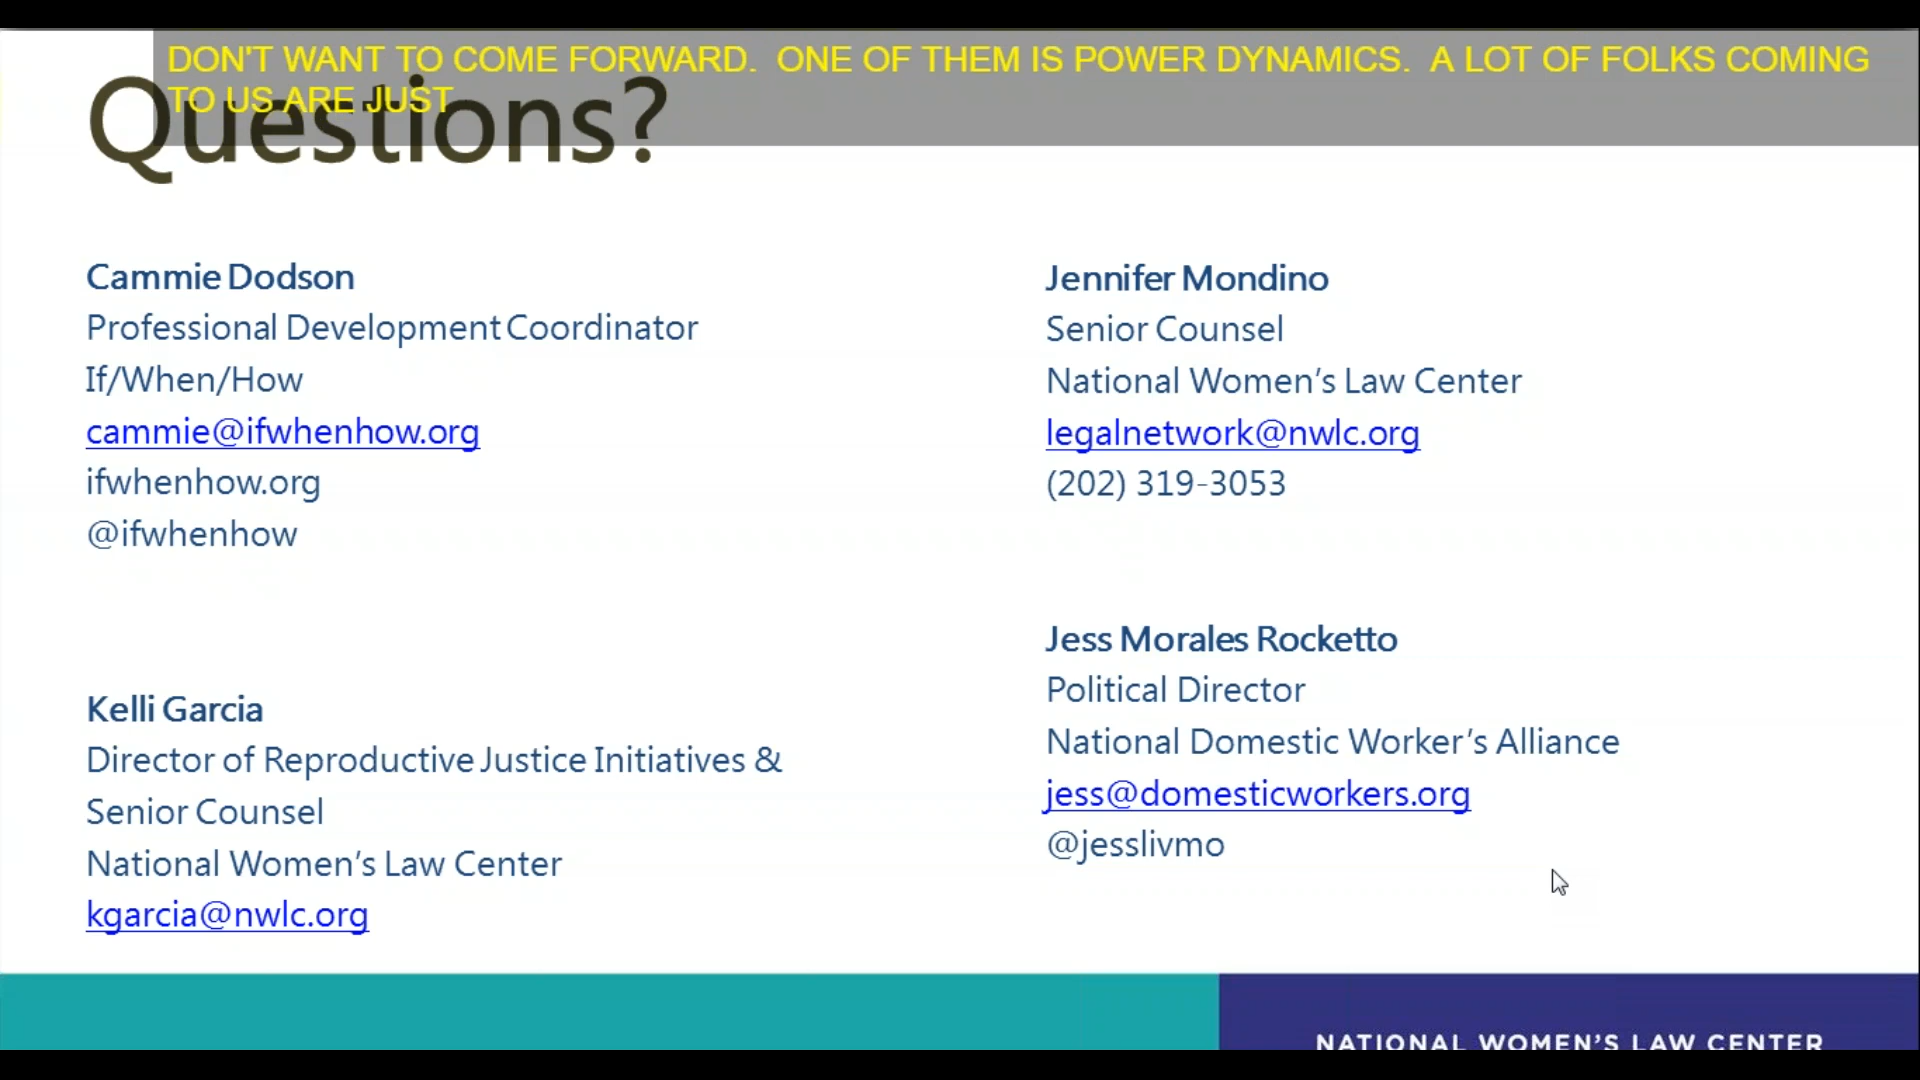 DON'T WANT TO COME FORWARD.  ONE OF THEM IS POWER DYNAMICS.  A LOT OF FOLKS COMING
TO US ARE JUST
Questions?
Cammie Dodson
Professional Development Coordinator
If/When/How
cammie@ifwhenhow.org
ifwhenhow.org
@ifwhenhow
Kelli Garcia
Director of Reproductive Justice Initiatives &
Senior Counsel
National Women’s Law Center
kgarcia@nwlc.org
Jennifer Mondino
Senior Counsel
National Women’s Law Center
legalnetwork@nwlc.org
(202) 319-3053
Jess Morales Rocketto
Political Director
National Domestic Worker’s Alliance
jess@domesticworkers.org
@jesslivmo
NATIONAL WOMEN’S LAW CENTER